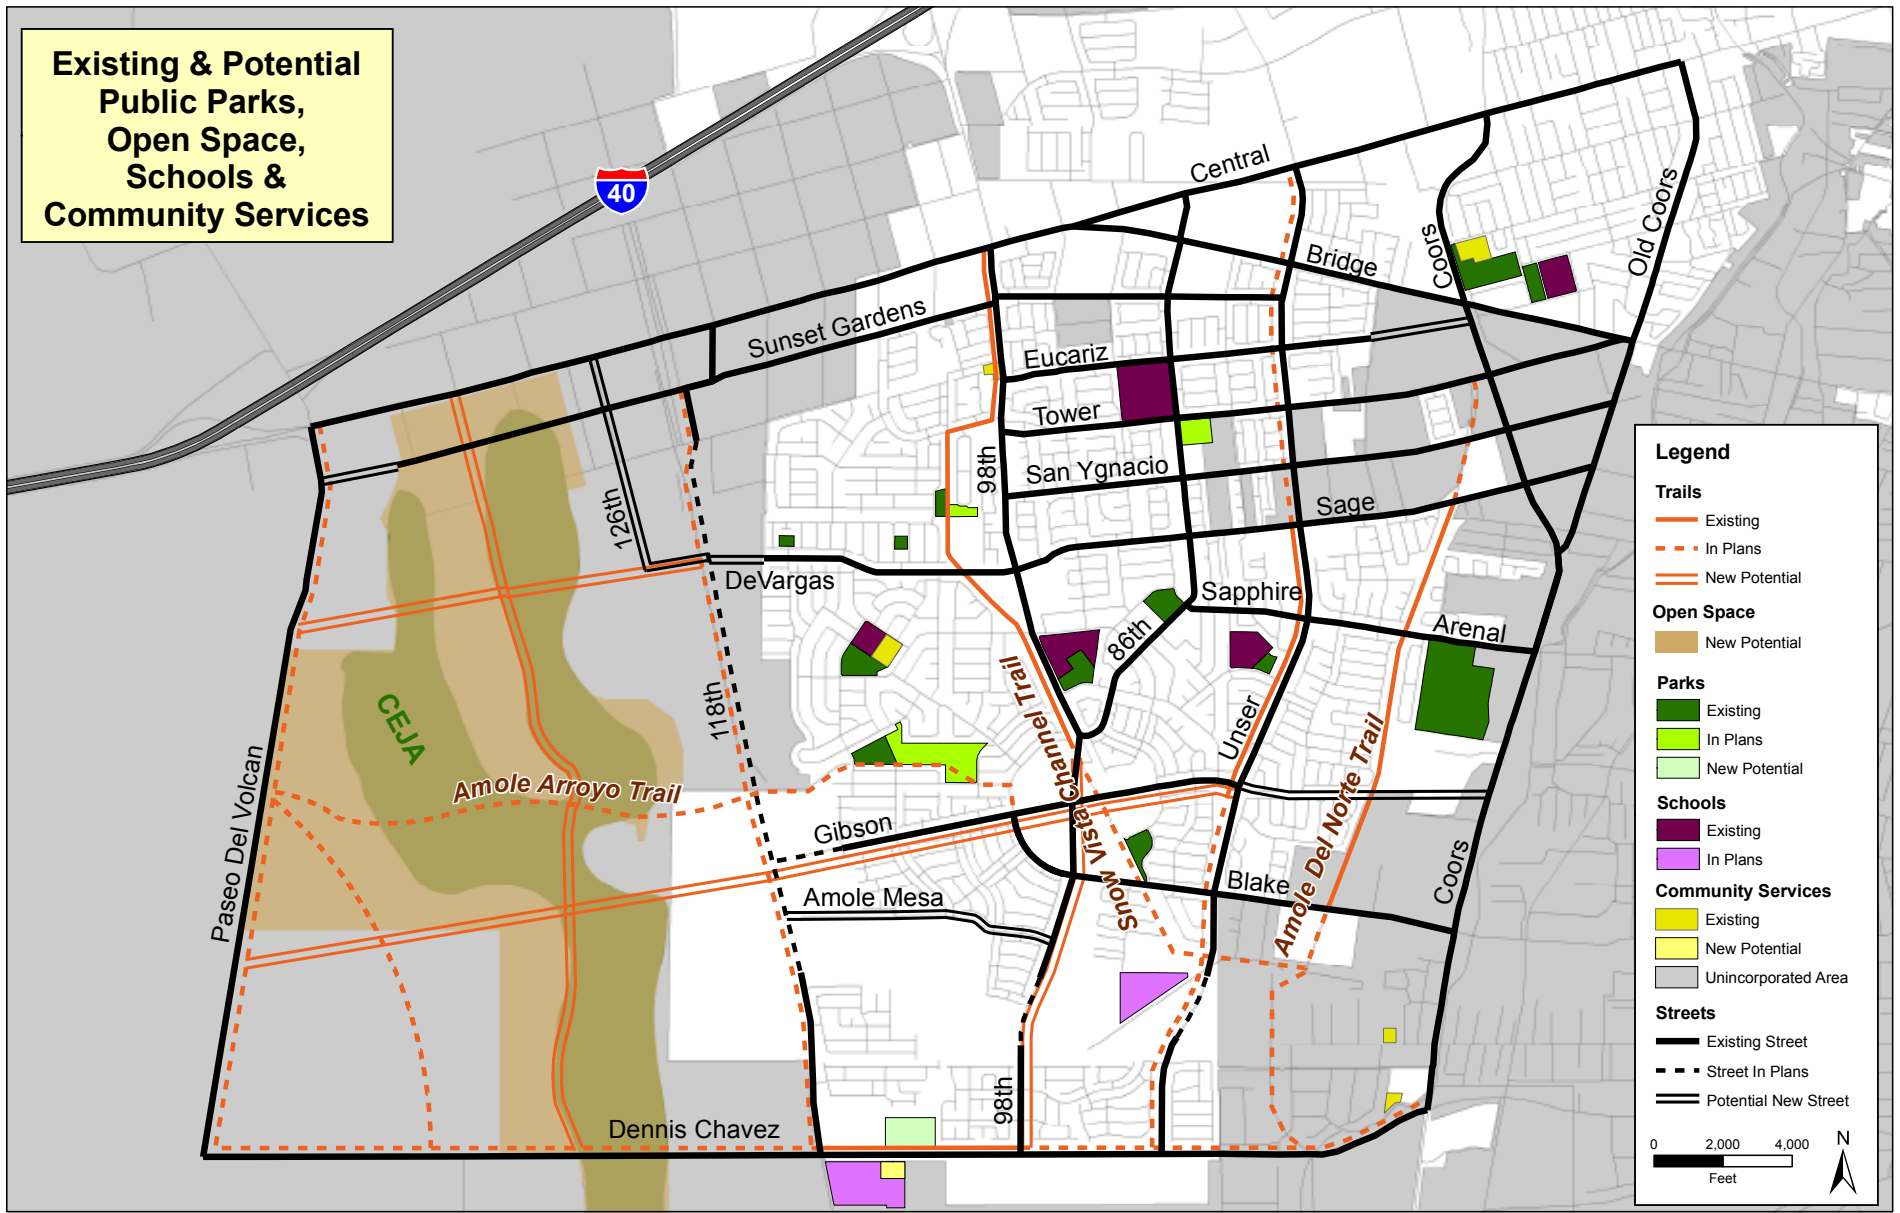 Existing & Potential
Public Parks,
Open Space,
Schools &
Community Services
40
Central
Bridge
Coors
Old Coors
Sunset Gardens
Eucariz
Tower
98th
San Ygnacio
Sage
126th
DeVargas
Sapphire
86th
Arenal
118th
CEJA
Snow Vista Channel Trail
Unser
Amole Del Norte Trail
Paseo Del Volcan
Amole Arroyo Trail
Gibson
Amole Mesa
Blake
Coors
98th
Dennis Chavez
Legend
Trails
Existing
In Plans
New Potential
Open Space
New Potential
Parks
Existing
In Plans
New Potential
Schools
Existing
In Plans
Community Services
Existing
New Potential
Unincorporated Area
Streets
Existing Street
Street In Plans
Potential New Street
0 2,000 4,000
Feet
N